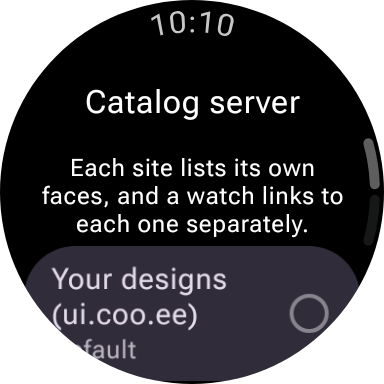 10:10
Catalog server
Each site lists its own
faces, and a watch links to
each one separately.
Your designs
(ui.coo.ee)